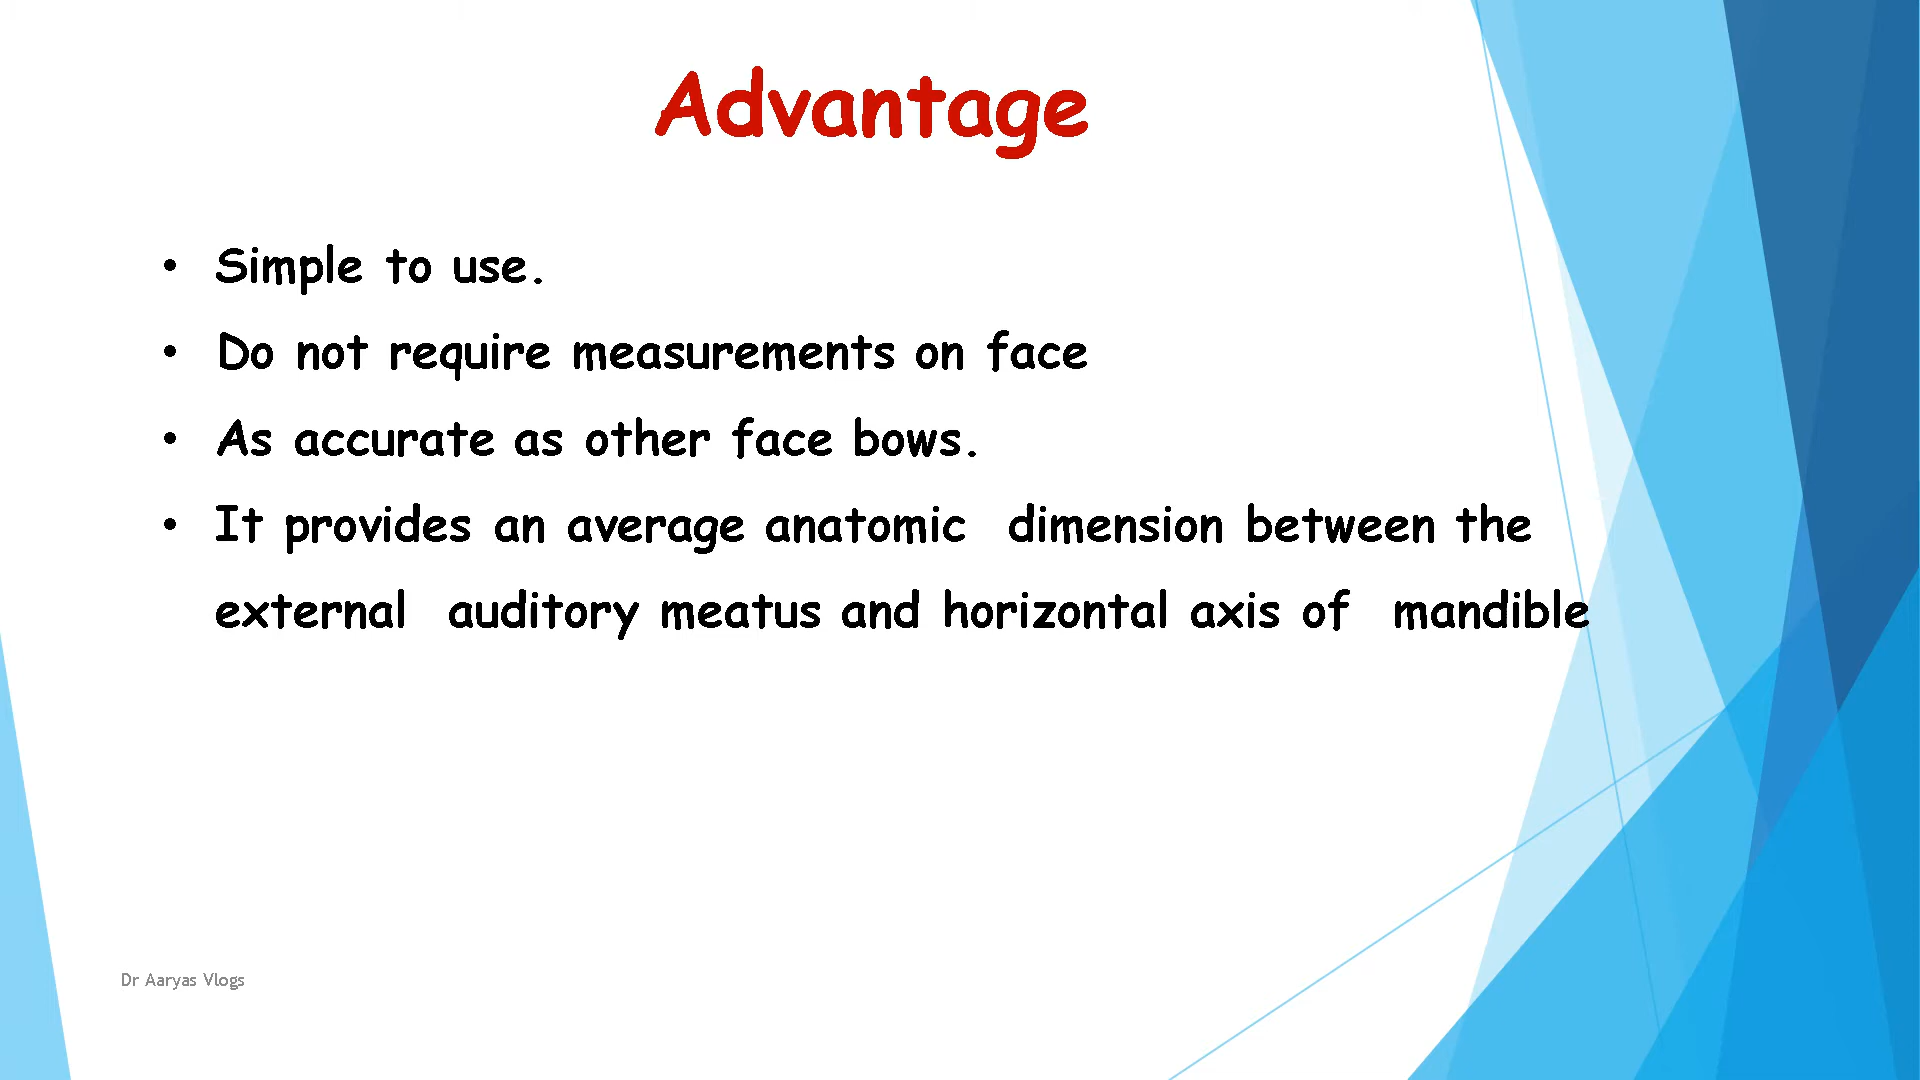 Advantage
• Simple to use.
• Do not require measurements on face
• As accurate as other face bows.
• It provides an average anatomic dimension between the
external auditory meatus and horizontal axis of mandible
Dr Aaryas Vlogs